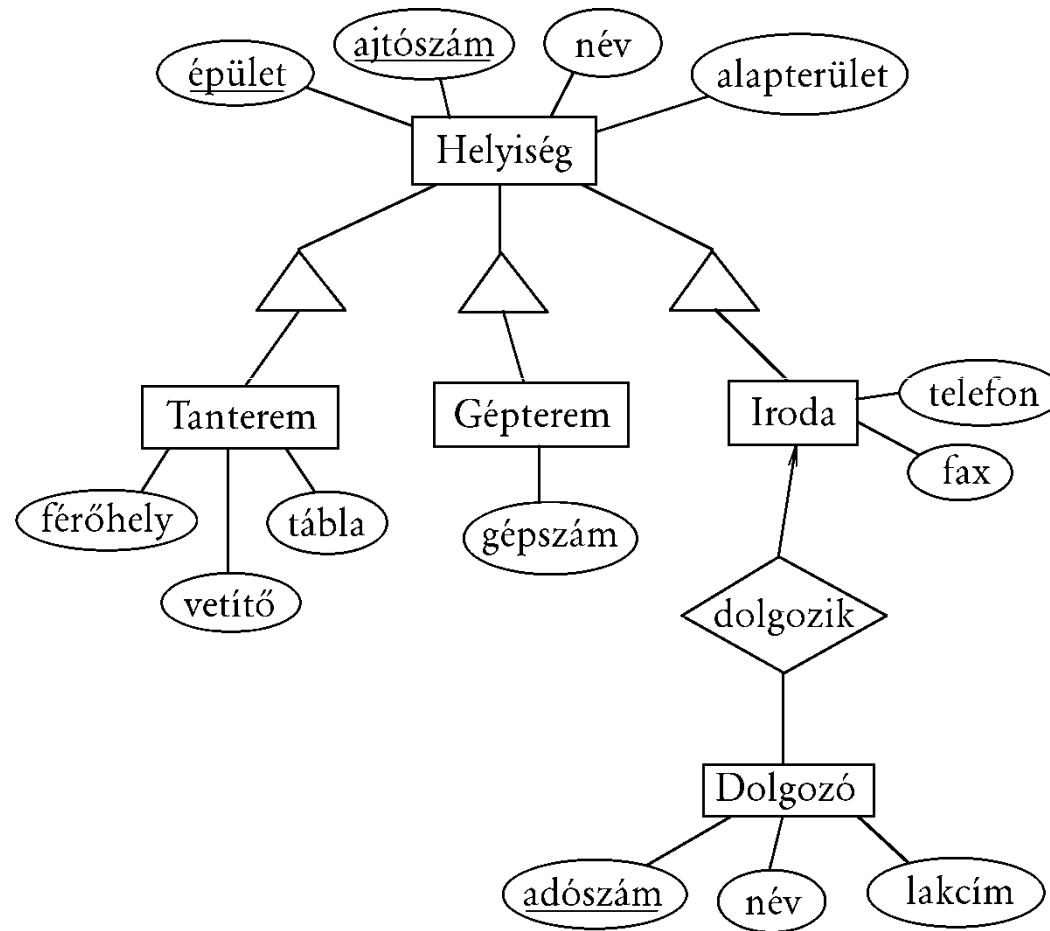 ajtószám
név
épület
alapterület
Helyiség
Tanterem
Gépterem
Iroda
telefon
fax
férőhely
tábla
gépszám
vetítő
dolgozik
Dolgozó
adószám
név
lakcím